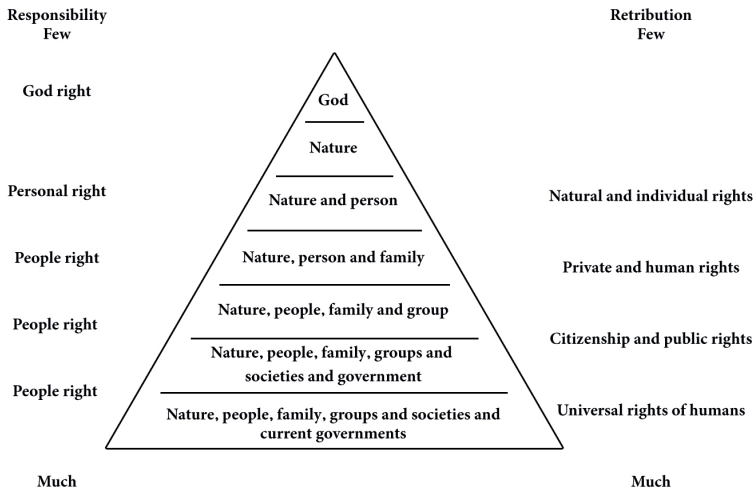 Responsibility
Few
Retribution
Few
God right
God
Nature
Personal right
Nature and person
Natural and individual rights
People right
Nature, person and family
Private and human rights
People right
Nature, people, family and group
Citizenship and public rights
Nature, people, family, groups and
societies and government
People right
Nature, people, family, groups and societies and
current governments
Universal rights of humans
Much
Much